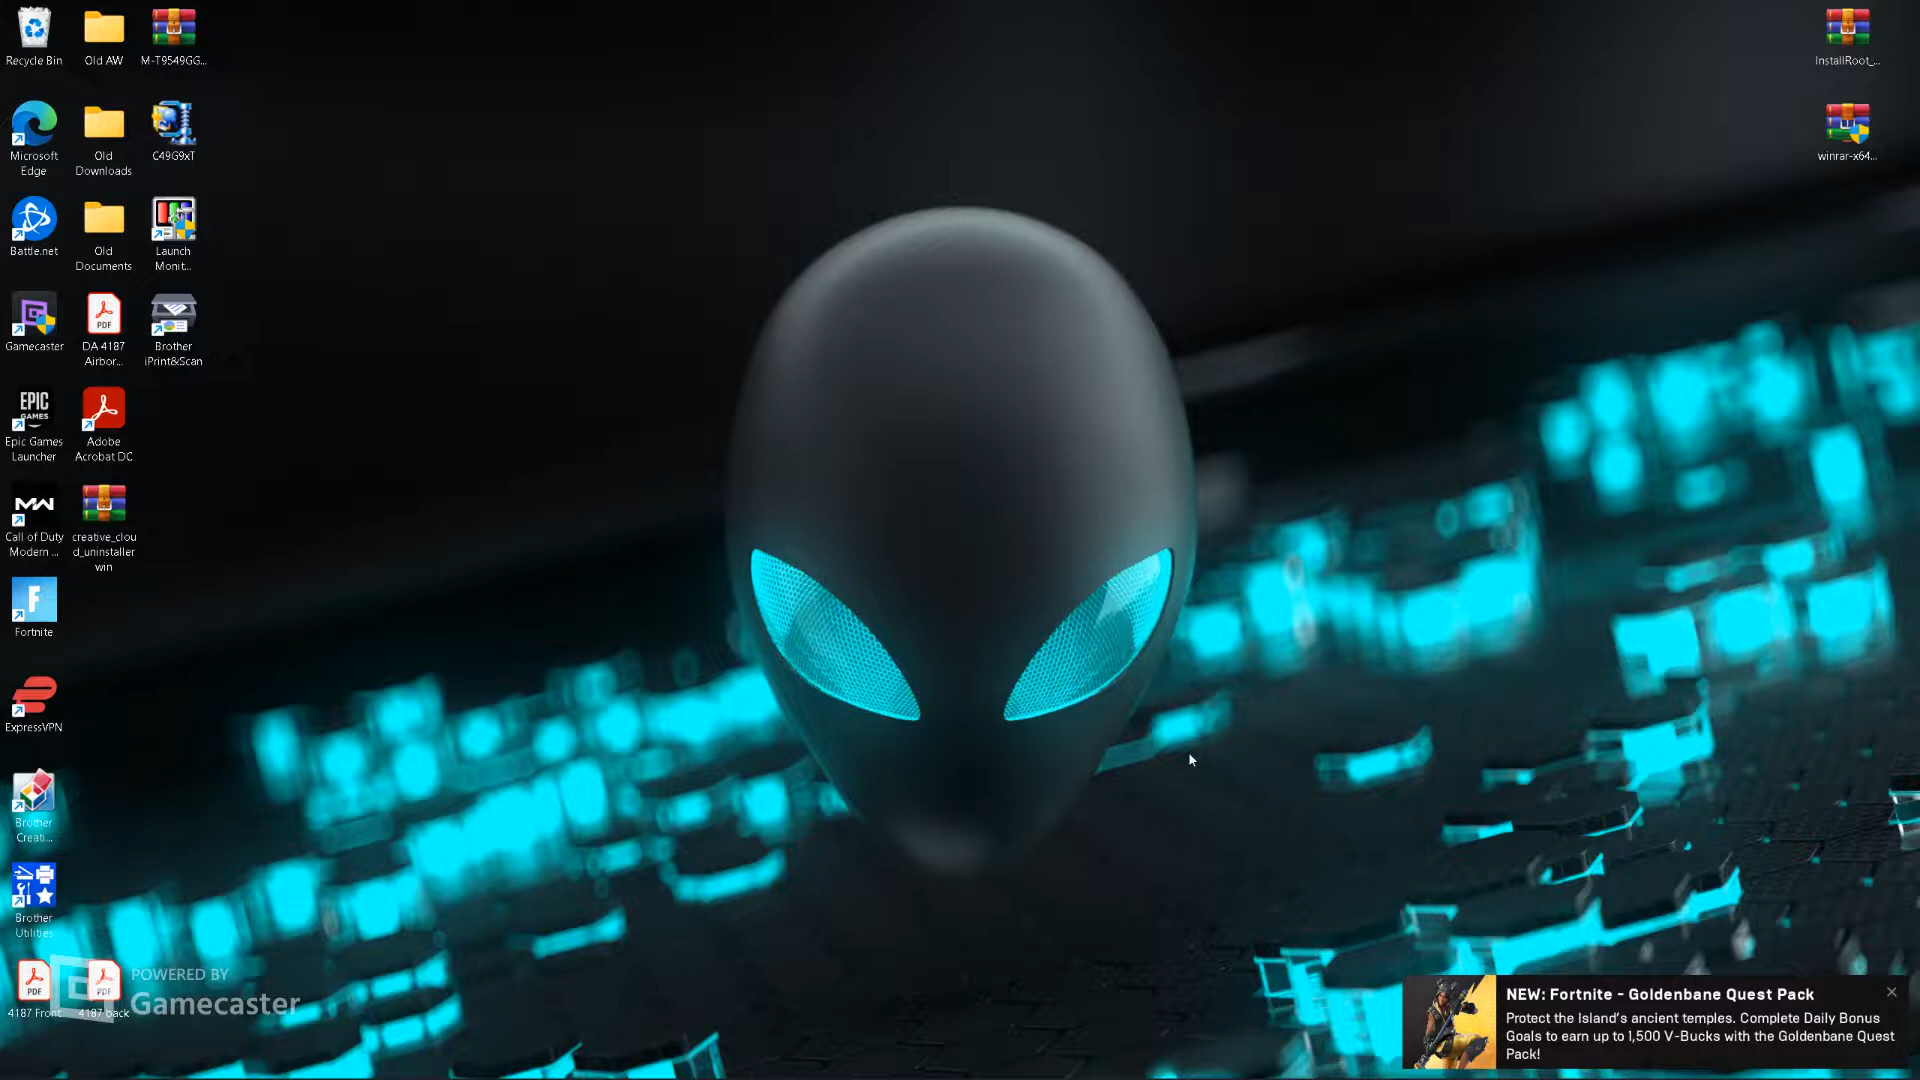 Recycle Bin
Old AW
M-T9549GG...
InstallRoot_...
Microsoft
Edge
Old
Downloads
C49G9xT
winrar-x64...
Battle.net
Old
Documents
Launch
Monit...
Gamecaster
PDF
DA 4187
Airbor...
Brother
iPrint&Scan
EPIC
GAMES
Epic Games
Launcher
Adobe
Acrobat DC
MW
Call of Duty
Modern ...
creative_clou
d_uninstaller
win
F
Fortnite
ExpressVPN
Brother
Creati...
Brother
Utilities
PDF
4187 Front
PDF
4187 back
POWERED BY
Gamecaster
NEW: Fortnite - Goldenbane Quest Pack
Protect the Island's ancient temples. Complete Daily Bonus
Goals to earn up to 1,500 V-Bucks with the Goldenbane Quest
Pack!